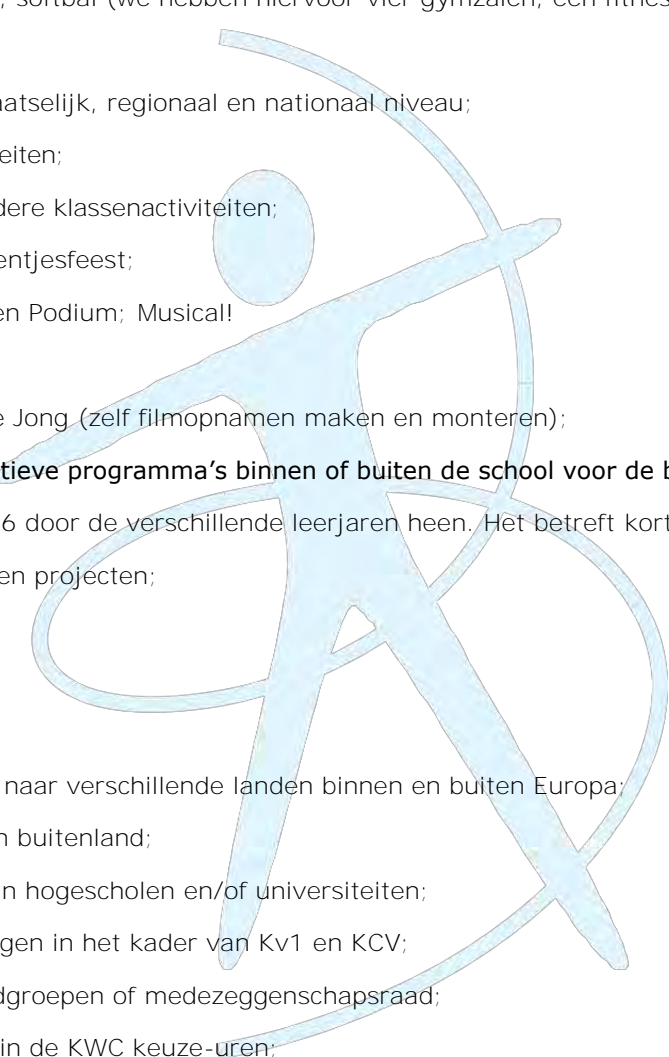 softbal (we hebben hiervoor vier gymzalen, een fitnes
atselijk, regionaal en nationaal niveau;
eiten;
dere klassenactiviteiten;
entjesfeest;
en Podium; Musical!
e Jong (zelf filmopnamen maken en monteren);
tieve programma's binnen of buiten de school voor de b
6 door de verschillende leerjaren heen. Het betreft kort
en projecten;
naar verschillende landen binnen en buiten Europa;
n buitenland;
n hogescholen en/of universiteiten;
gen in het kader van Kv1 en KCV;
dgroepen of medezeggenschapsraad;
in de KWC keuze-uren;